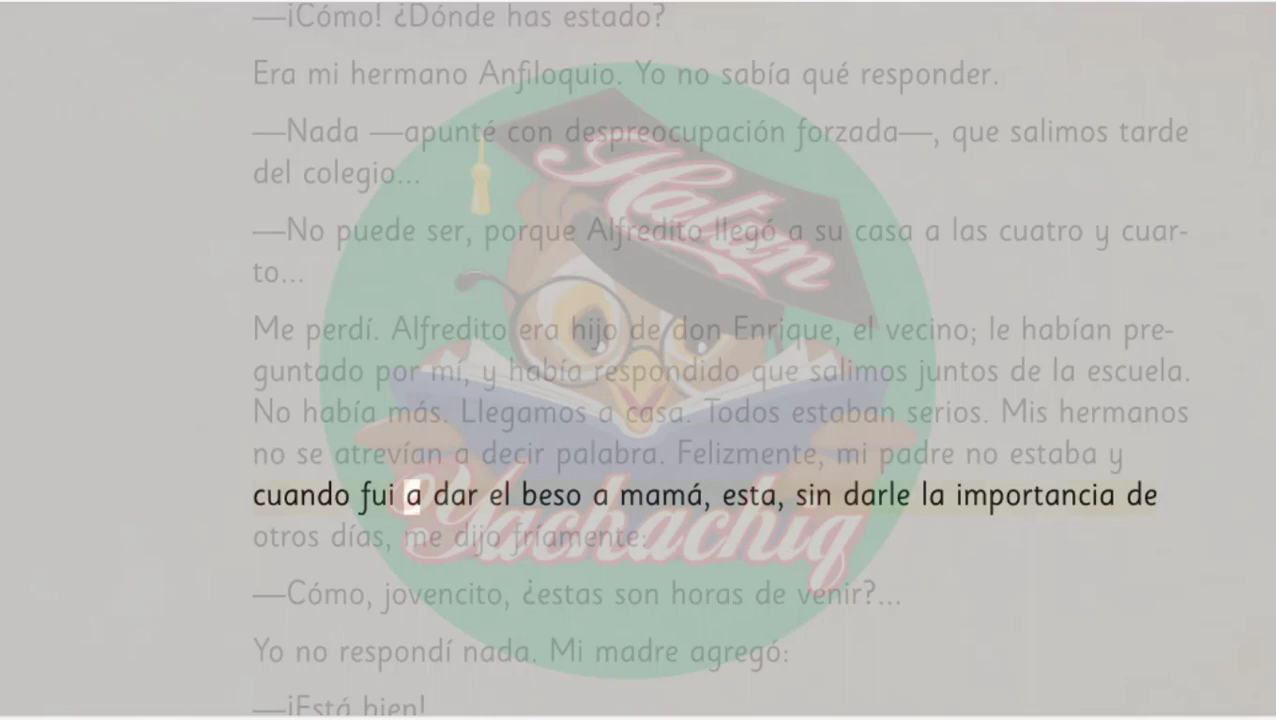 —¡Cómo! ¿Dónde has estado?
Era mi hermano Anfiloquio. Yo no sabía qué responder.
—Nada —apunté con despreocupación forzada—, que salimos tarde
del colegio...
—No puede ser, porque Alfredito llegó a su casa a las cuatro y cuar-
to...
Me perdí. Alfredito era hijo de don Enrique, el vecino; le habían pre-
guntado por mí, y había respondido que salimos juntos de la escuela.
No había más. Llegamos a casa. Todos estaban serios. Mis hermanos
no se atrevían a decir palabra. Felizmente, mi padre no estaba y
cuando fui a dar el beso a mamá, esta, sin darle la importancia de
otros días, me dijo fríamente:
—Cómo, jovencito, ¿estas son horas de venir?...
Yo no respondí nada. Mi madre agregó:
—¡Está bien!
Hatun
Yachachiq